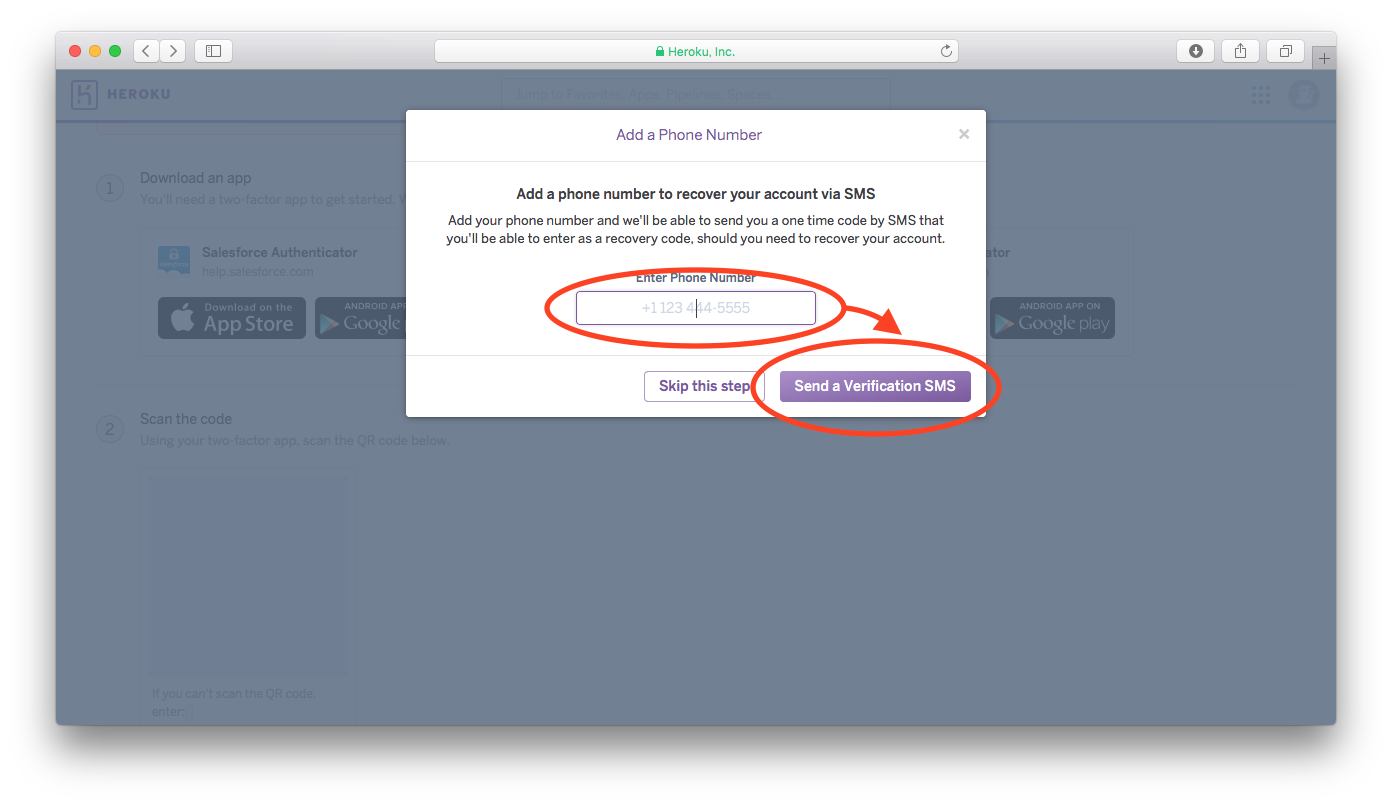 Heroku, Inc.
HEROKU
Jump to Favorites, Apps, Pipelines, Spaces...
Add a Phone Number
Add a phone number to recover your account via SMS
Add your phone number and we'll be able to send you a one time code by SMS that
you'll be able to enter as a recovery code, should you need to recover your account.
Enter Phone Number
+1 123 444-5555
Skip this step
Send a Verification SMS
1
Download an app
You'll need a two-factor app to get started.
Salesforce Authenticator
help.salesforce.com
Download on the
App Store
ANDROID APP
Google
ator
ANDROID APP ON
Google play
2
Scan the code
Using your two-factor app, scan the QR code below.
If you can't scan the QR code,
enter: